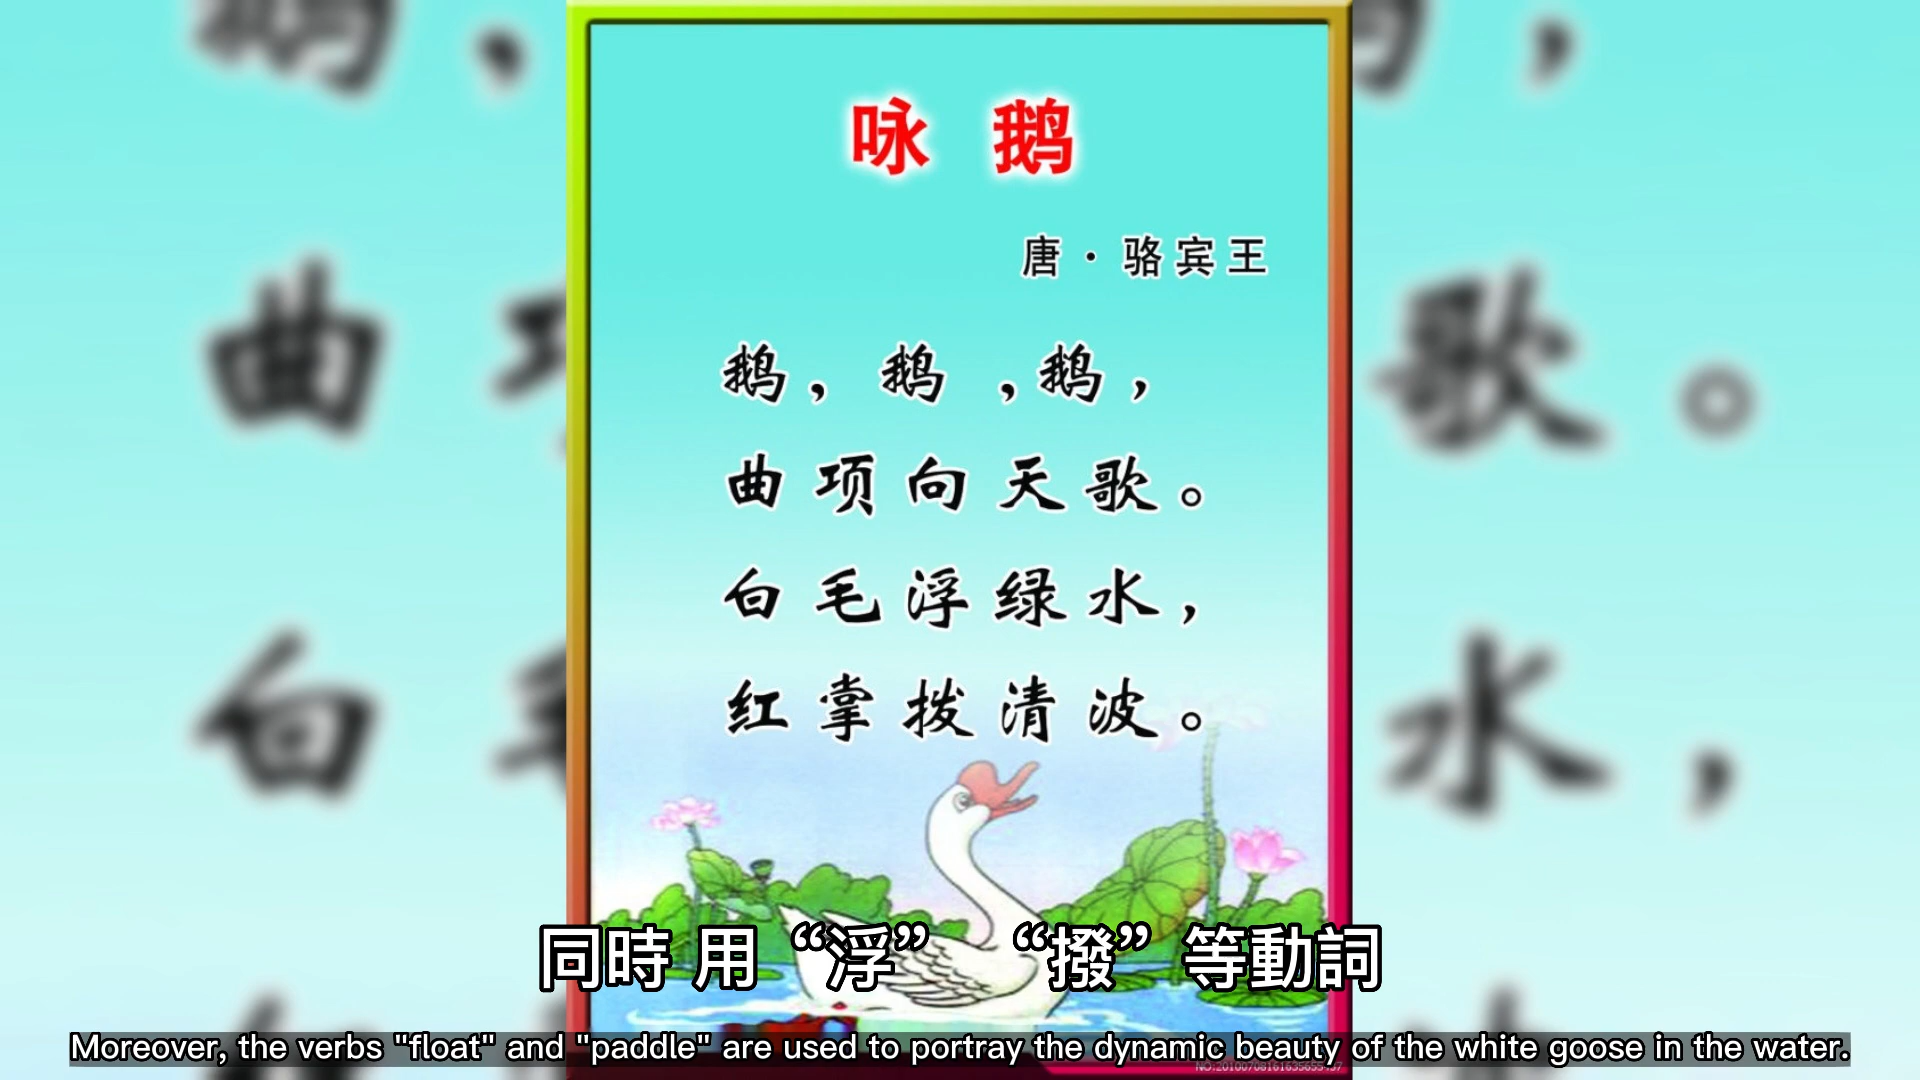 咏 鹅
唐·骆宾王
鹅，鹅，鹅，
曲项向天歌。
白毛浮绿水，
红掌拨清波。
同時 用“浮” “撥”等動詞
Moreover, the verbs "float" and "paddle" are used to portray the dynamic beauty of the white goose in the water.